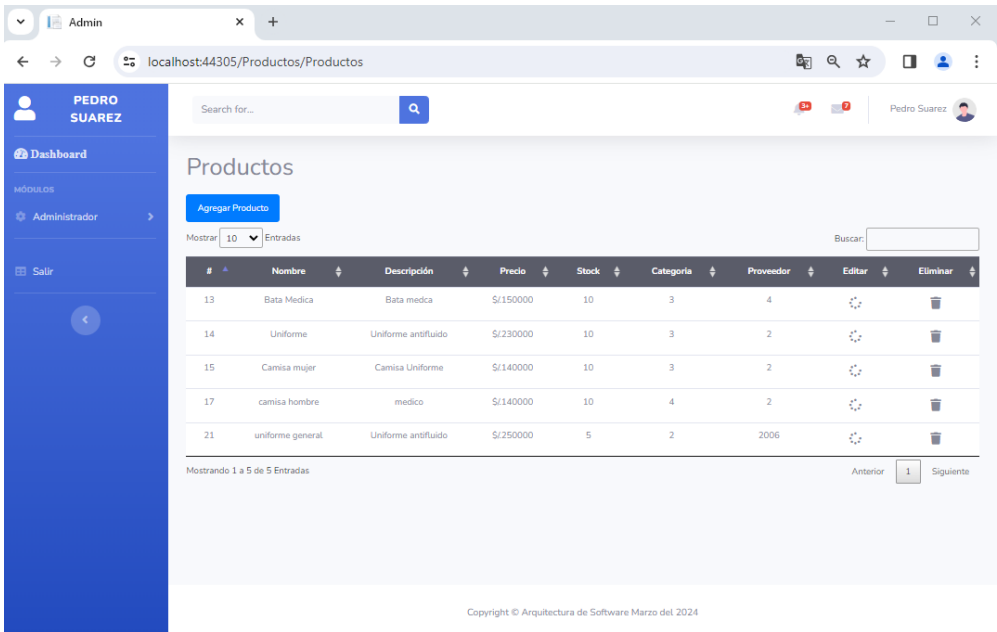 Admin
localhost:44305/Productos/Productos
PEDRO
SUAREZ
Search for...
3+
7
Pedro Suarez
Dashboard
MÓDULOS
Administrador
Salir
Productos
Agregar Producto
Mostrar 10 Entradas
Buscar:
# Nombre Descripción Precio Stock Categoria Proveedor Editar Eliminar
13 Bata Medica Bata medca S/.150000 10 3 4
14 Uniforme Uniforme antifluido S/.230000 10 3 2
15 Camisa mujer Camisa Uniforme S/.140000 10 3 2
17 camisa hombre medico S/.140000 10 4 2
21 uniforme general Uniforme antifluido S/.250000 5 2 2006
Mostrando 1 a 5 de 5 Entradas
Anterior 1 Siguiente
Copyright © Arquitectura de Software Marzo del 2024